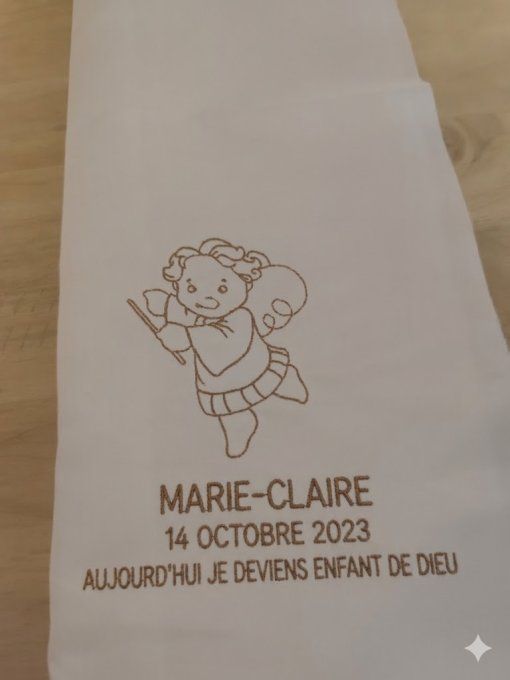 MARIE-CLAIRE
14 OCTOBRE 2023
AUJOURD'HUI JE DEVIENS ENFANT DE DIEU